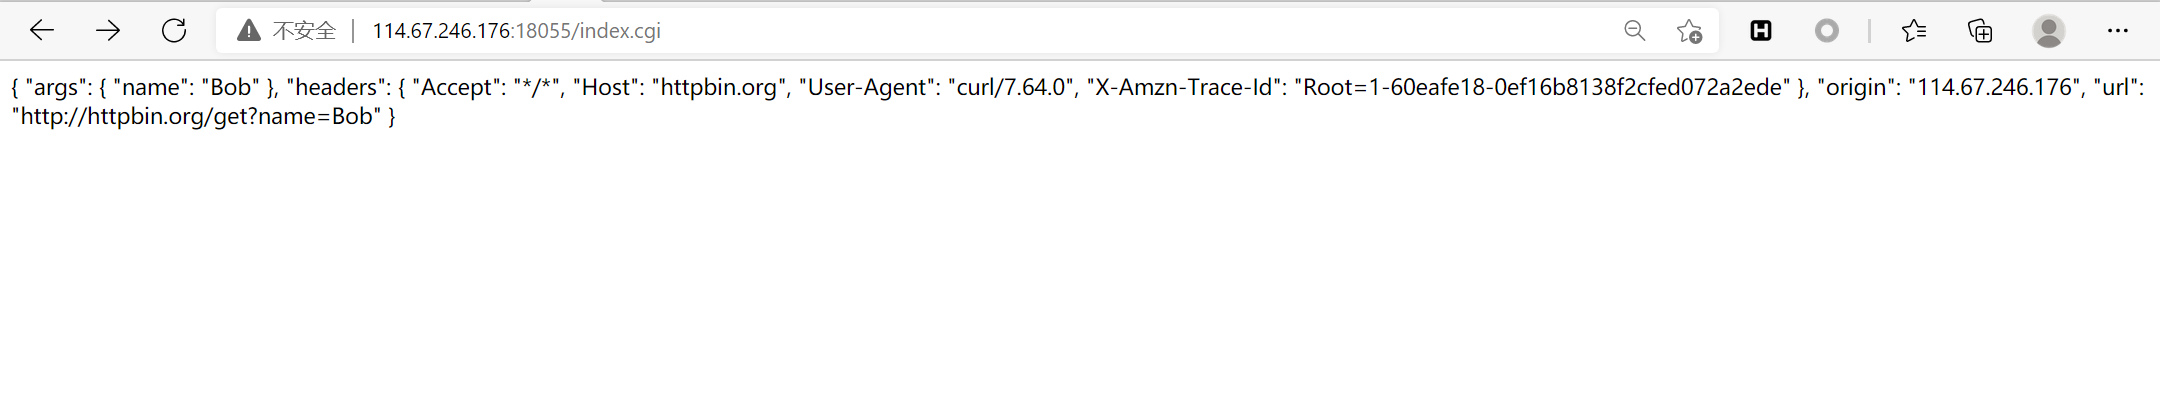 不安全 | 114.67.246.176:18055/index.cgi
{ "args": { "name": "Bob" }, "headers": { "Accept": "*/*", "Host": "httpbin.org", "User-Agent": "curl/7.64.0", "X-Amzn-Trace-Id": "Root=1-60eafe18-0ef16b8138f2cfed072a2ede" }, "origin": "114.67.246.176", "url":
"http://httpbin.org/get?name=Bob" }